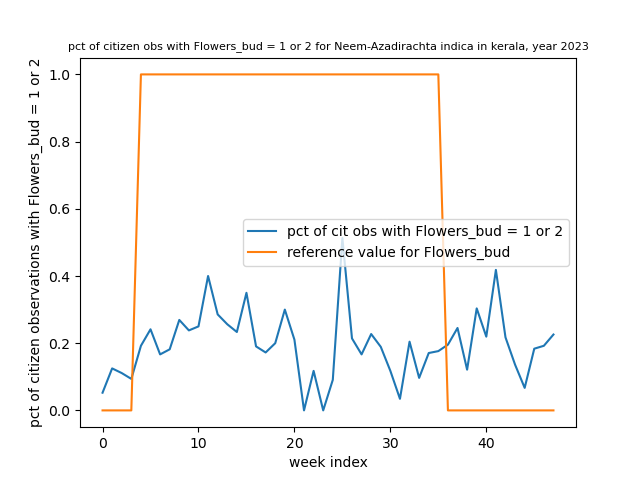 pct of citizen obs with Flowers_bud = 1 or 2 for Neem-Azadirachta indica in kerala, year 2023
pct of citizen observations with Flowers_bud = 1 or 2
1.0
0.8
0.6
0.4
0.2
0.0
pct of cit obs with Flowers_bud = 1 or 2
reference value for Flowers_bud
0 10 20 30 40
week index